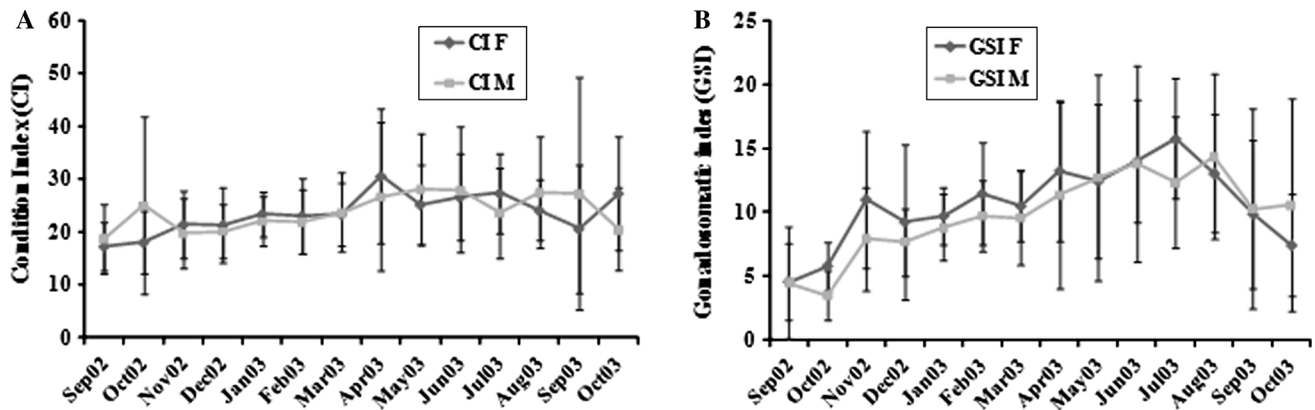 A
Condition Index(CI)
60
50
40
30
20
10
0
CI F
CI M
Sep02
Oct02
Nov02
Dec02
Jan03
Feb03
Mar03
Apr03
May03
Jun03
Jul03
Aug03
Sep03
Oct03
B
Gonadosomatic index (GSI)
25
20
15
10
5
0
GSI F
GSI M
Sep02
Oct02
Nov02
Dec02
Jan03
Feb03
Mar03
Apr03
May03
Jun03
Jul03
Aug03
Sep03
Oct03